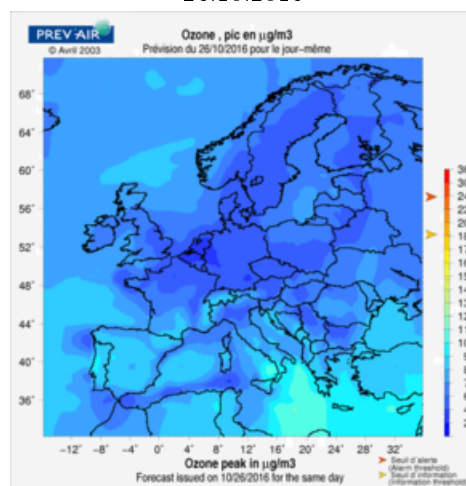 PREV'AIR
© Avril 2003
Ozone , pic en µg/m3
Prévision du 26/10/2016 pour le jour-même
68°
64°
60°
56°
52°
48°
44°
40°
36°
-12° -8° -4° 0° 4° 8° 12° 16° 20° 24° 28° 32°
Ozone peak in µg/m3
Forecast issued on 10/26/2016 for the same day
Seuil d'alerte
(Alarm threshold)
Seuil d'information
(Information threshold)